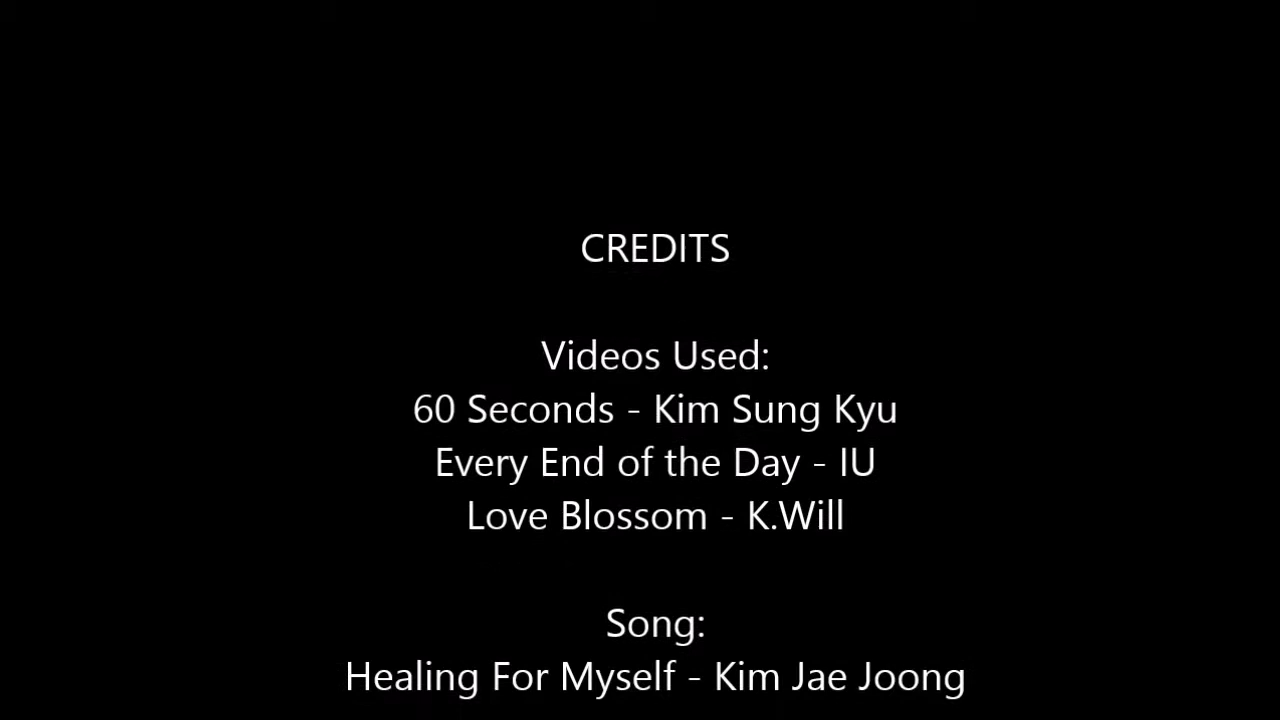 CREDITS
Videos Used:
60 Seconds - Kim Sung Kyu
Every End of the Day - IU
Love Blossom - K.Will
Song:
Healing For Myself - Kim Jae Joong